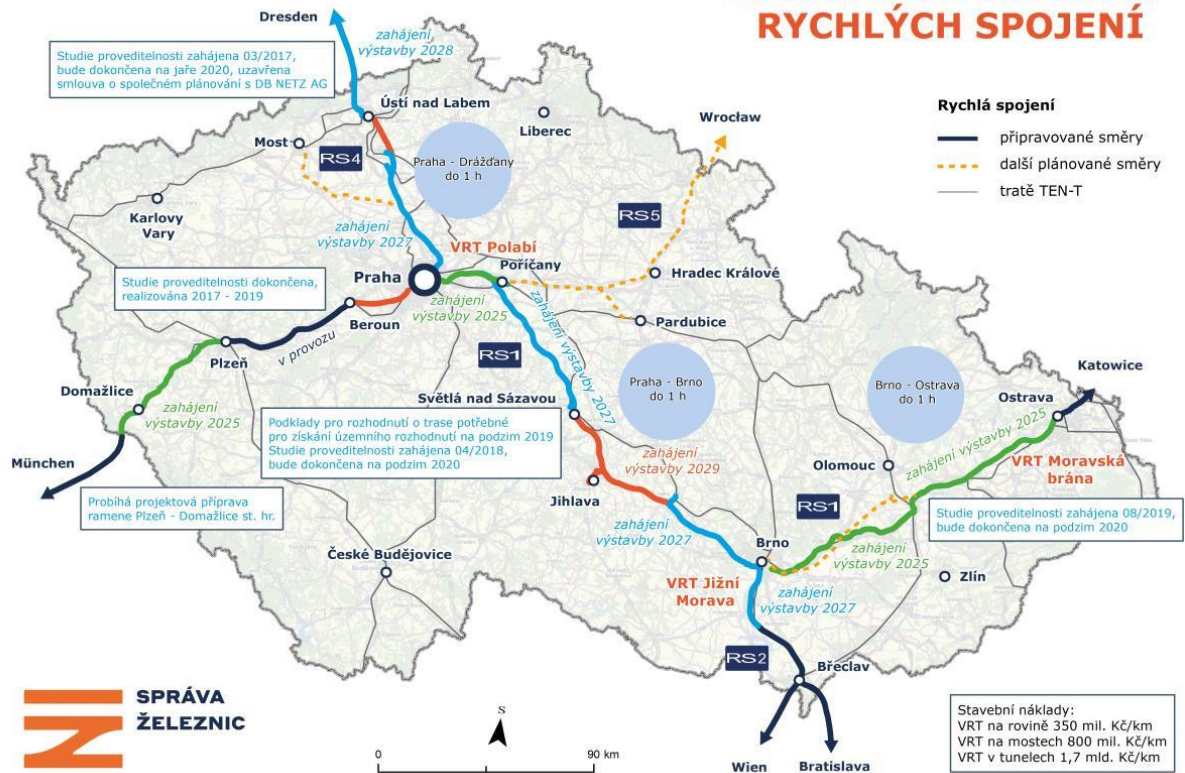 RYCHLÝCH SPOJENÍ
Dresden
zahájení
výstavby 2028
Studie proveditelnosti zahájena 03/2017,
bude dokončena na jaře 2020, uzavřena
smlouva o společném plánování s DB NETZ AG
Ústí nad Labem
Liberec
Most
RS4
Praha - Drážďany
do 1 h
Wrocław
Rychlá spojení
připravované směry
další plánované směry
tratě TEN-T
Karlovy
Vary
RS5
zahájení
výstavby 2027
VRT Polabí
Poříčany
Praha
Hradec Králové
Studie proveditelnosti dokončena,
realizována 2017 - 2019
Beroun
zahájení
výstavby 2025
zahájení výstavby 2027
Pardubice
v provozu
Plzeň
RS1
Domažlice
zahájení
výstavby 2025
Světlá nad Sázavou
Praha - Brno
do 1 h
Brno - Ostrava
do 1 h
Katowice
Ostrava
zahájení výstavby 2025
Podklady pro rozhodnutí o trase potřebné
pro získání územního rozhodnutí na podzim 2019
Studie proveditelnosti zahájena 04/2018,
bude dokončena na podzim 2020
zahájení
výstavby 2029
München
Jihlava
Olomouc
VRT Moravská
brána
Probíhá projektová příprava
ramene Plzeň - Domažlice st. hr.
RS1
Studie proveditelnosti zahájena 08/2019,
bude dokončena na podzim 2020
zahájení
výstavby 2027
Brno
zahájení
výstavby 2025
České Budějovice
Zlín
VRT Jižní
Morava
zahájení
výstavby 2027
RS2
Břeclav
SPRÁVA
ŽELEZNIC
S
0
90 km
Wien
Bratislava
Stavební náklady:
VRT na rovině 350 mil. Kč/km
VRT na mostech 800 mil. Kč/km
VRT v tunelech 1,7 mld. Kč/km